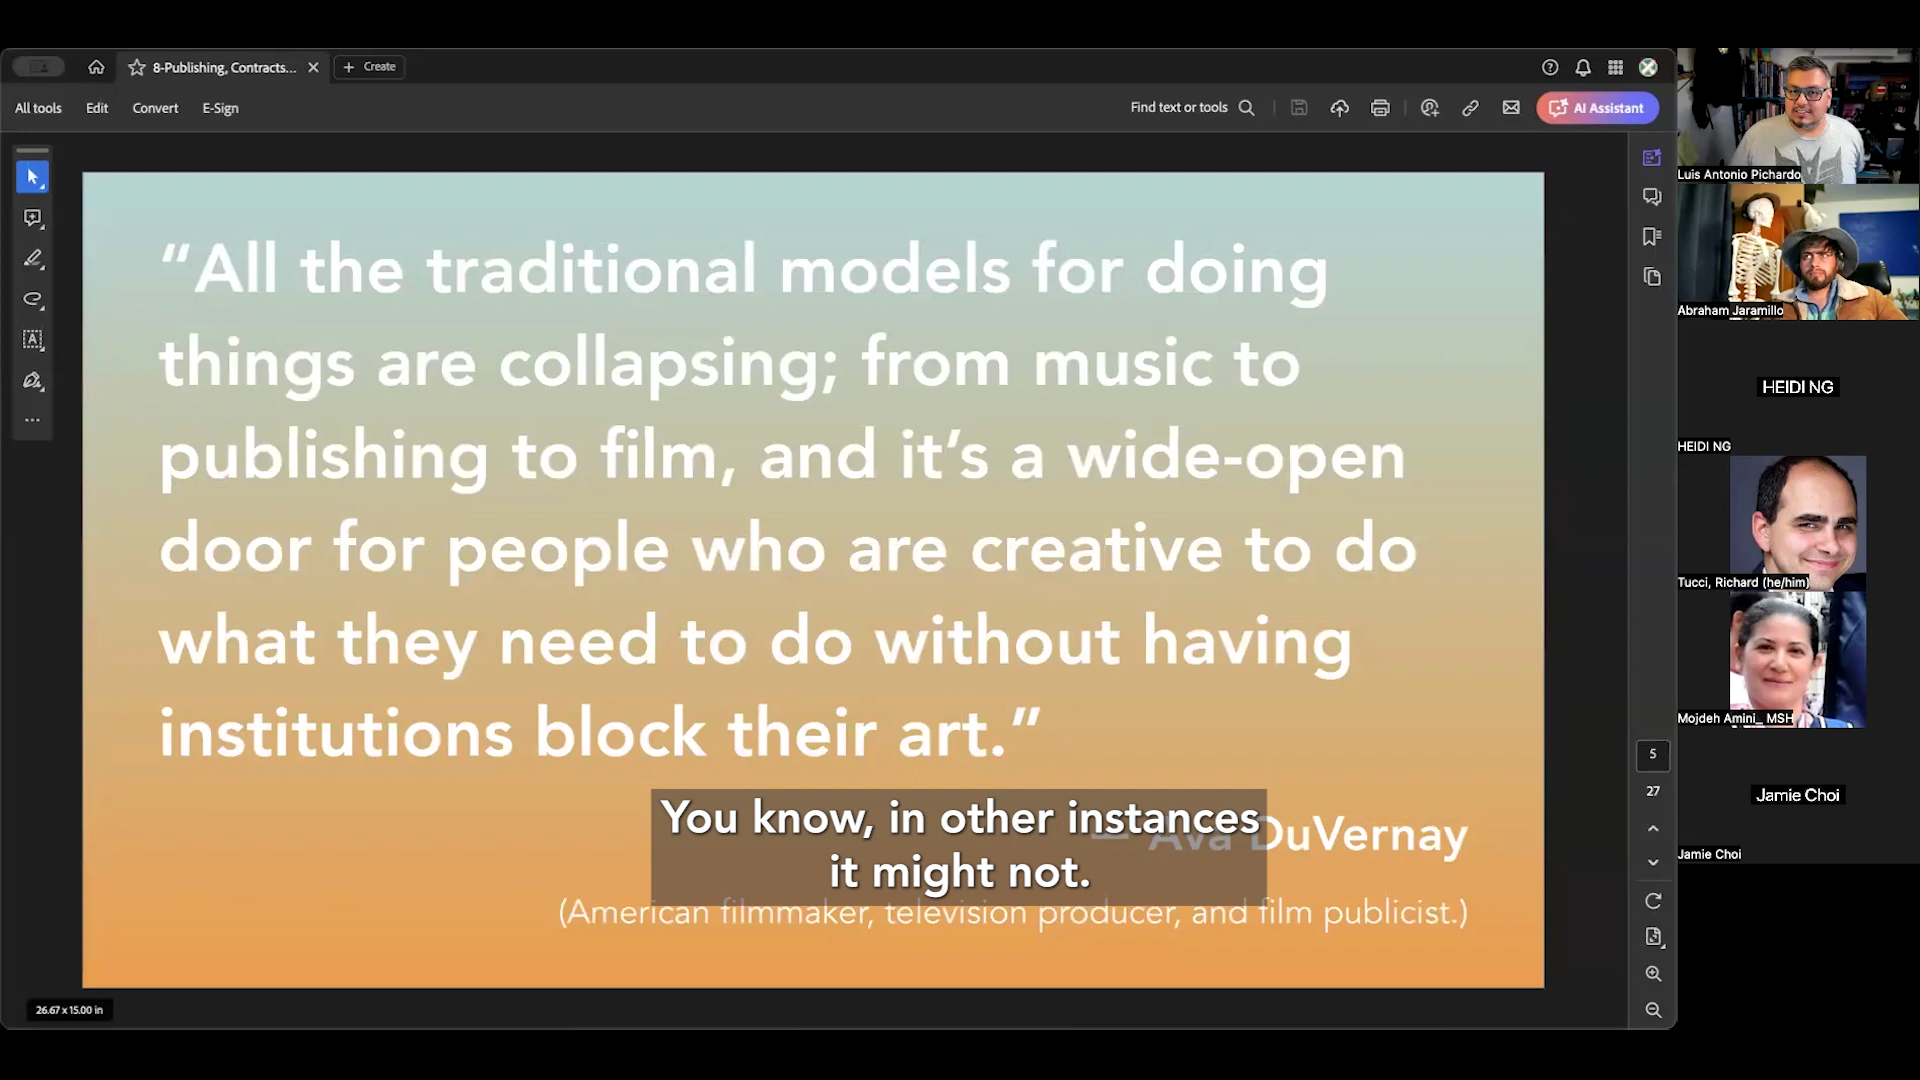 8-Publishing, Contracts...
Create
All tools
Edit
Convert
E-Sign
Find text or tools
AI Assistant
“All the traditional models for doing
things are collapsing; from music to
publishing to film, and it’s a wide-open
door for people who are creative to do
what they need to do without having
institutions block their art.”
— Ava DuVernay
(American filmmaker, television producer, and film publicist.)
You know, in other instances
it might not.
26.67 x 15.00 in
5
27
Luis Antonio Pichardo
Abraham Jaramillo
HEIDI NG
HEIDI NG
Tucci, Richard (he/him)
Mojdeh Amini_ MSH
Jamie Choi
Jamie Choi